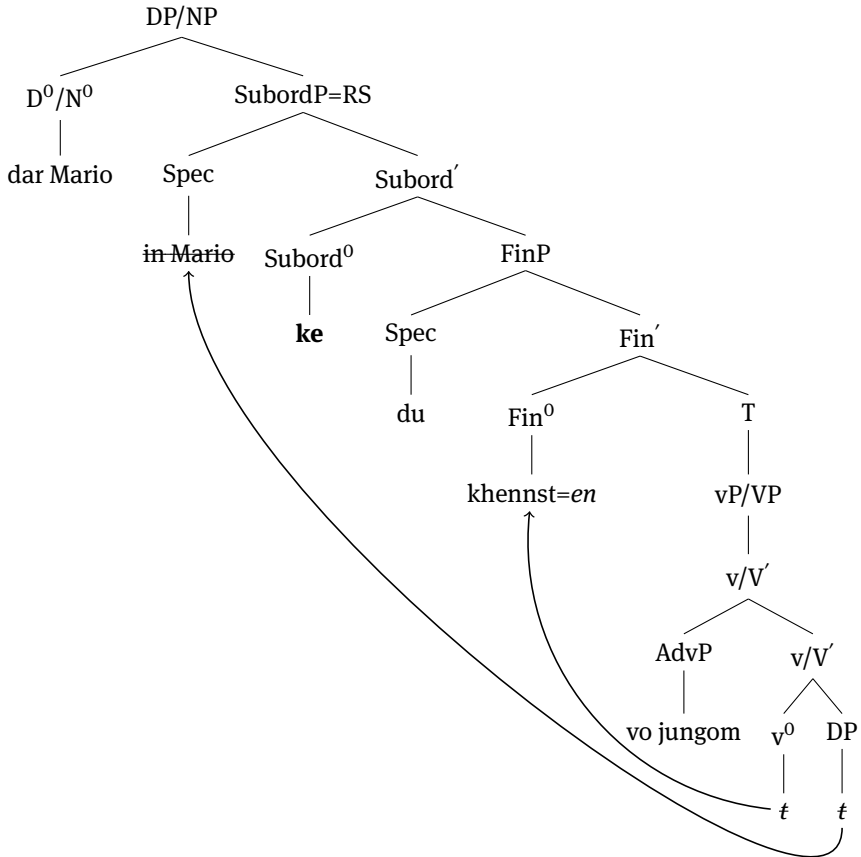 DP/NP
D⁰/N⁰ SubordP=RS
dar Mario Spec Subord′
in Mario Subord⁰ FinP
ke Spec Fin′
du Fin⁰ T
khennst=en vP/VP
v/V′
AdvP v/V′
vo jungom v⁰ DP
t t